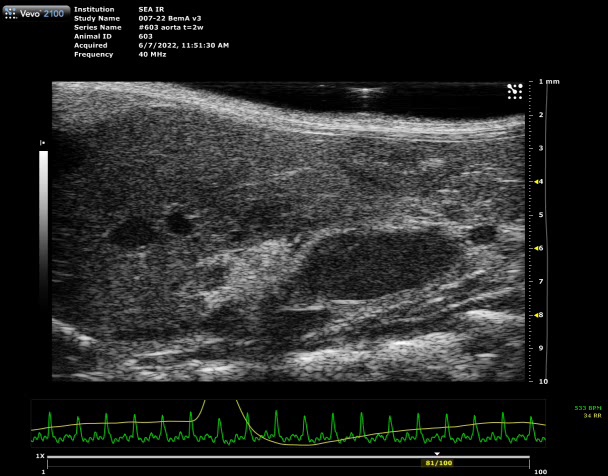 Vevo 2100
Institution SEA IR
Study Name 007-22 BemA v3
Series Name #603 aorta t=2w
Animal ID 603
Acquired 6/7/2022, 11:51:30 AM
Frequency 40 MHz
1 mm
2
3
4
5
6
7
8
9
10
533 BPM
34 RR
1X
81/100
1
100